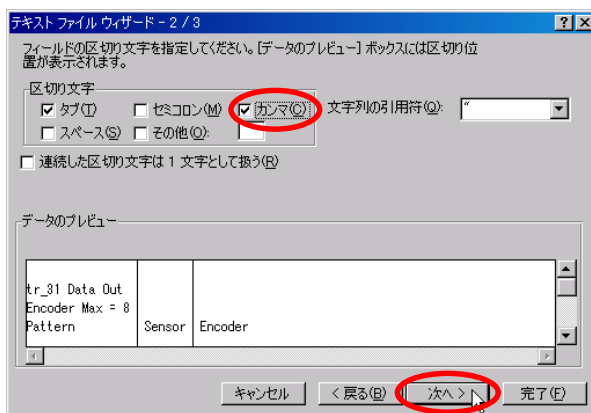 テキスト ファイル ウィザード - 2 / 3
フィールドの区切り文字を指定してください。[データのプレビュー] ボックスには区切り位
置が表示されます。
区切り文字
タブ(T) セミコロン(M) カンマ(C) 文字列の引用符(Q): "
スペース(S) その他(O):
連続した区切り文字は 1 文字として扱う(R)
データのプレビュー
tr_31 Data Out
Encoder Max = 8
Pattern Sensor Encoder
キャンセル < 戻る(B) 次へ > 完了(F)